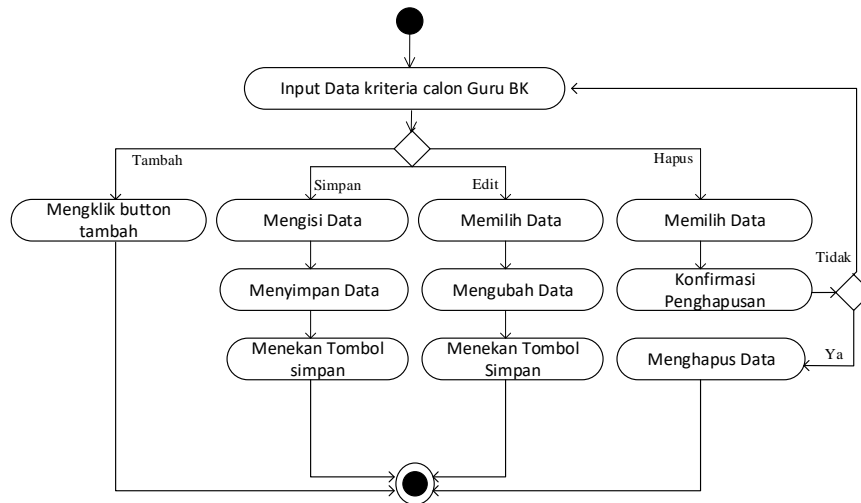 Input Data kriteria calon Guru BK
Tambah
Hapus
Simpan
Edit
Mengklik button
tambah
Mengisi Data
Memilih Data
Memilih Data
Tidak
Menyimpan Data
Mengubah Data
Konfirmasi
Penghapusan
Menekan Tombol
simpan
Menekan Tombol
Simpan
Menghapus Data
Ya